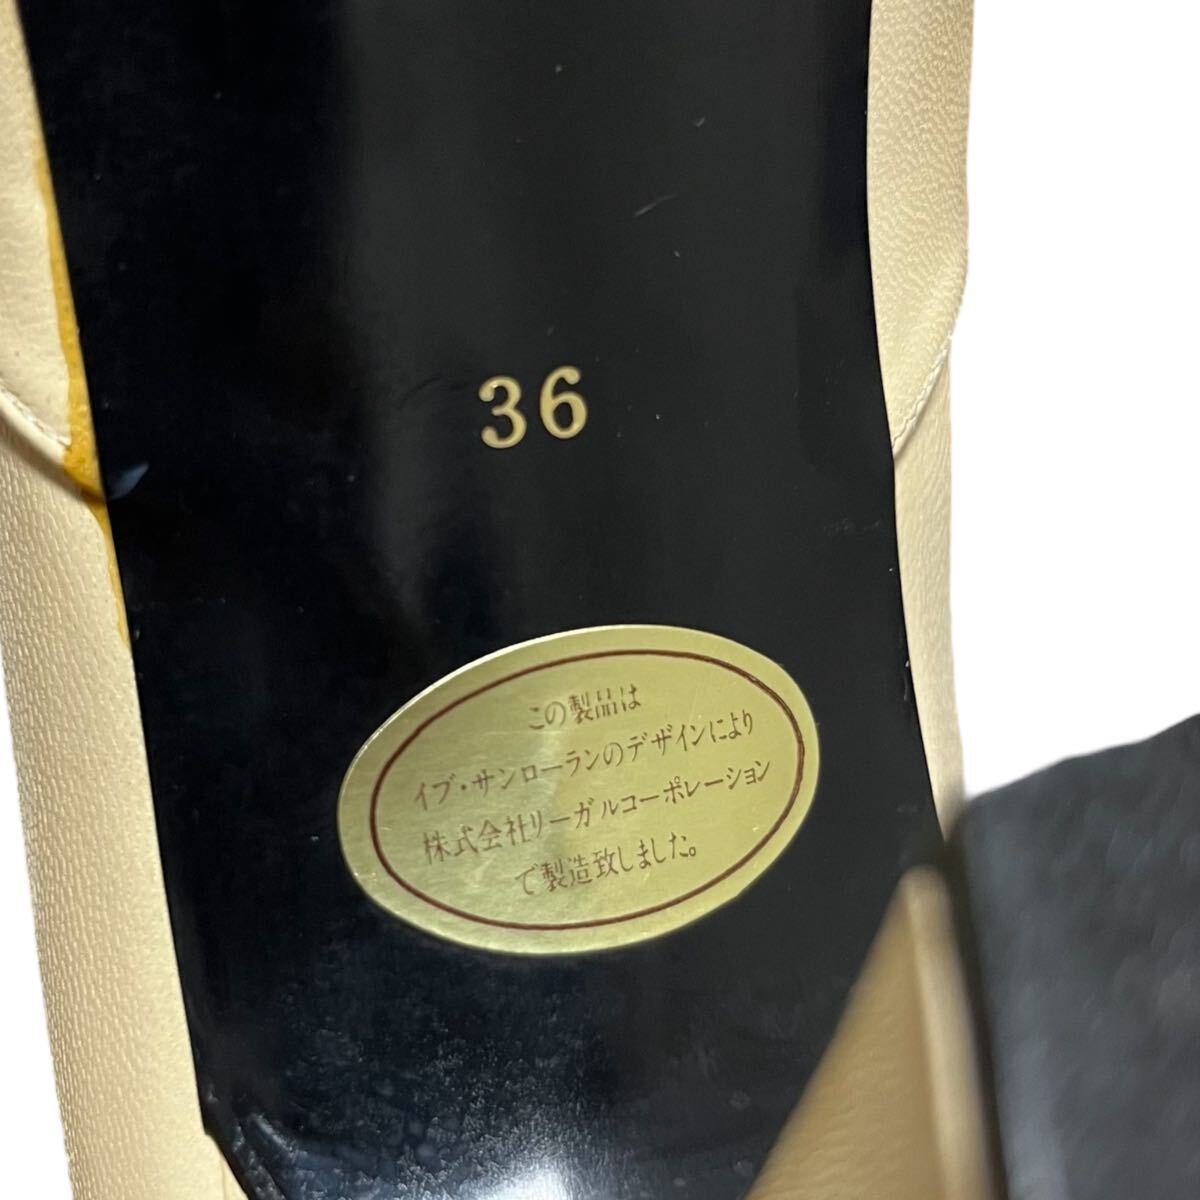 36
この製品は
イブ・サンローランのデザインにより
株式会社リーガルコーポレーション
で製造致しました。